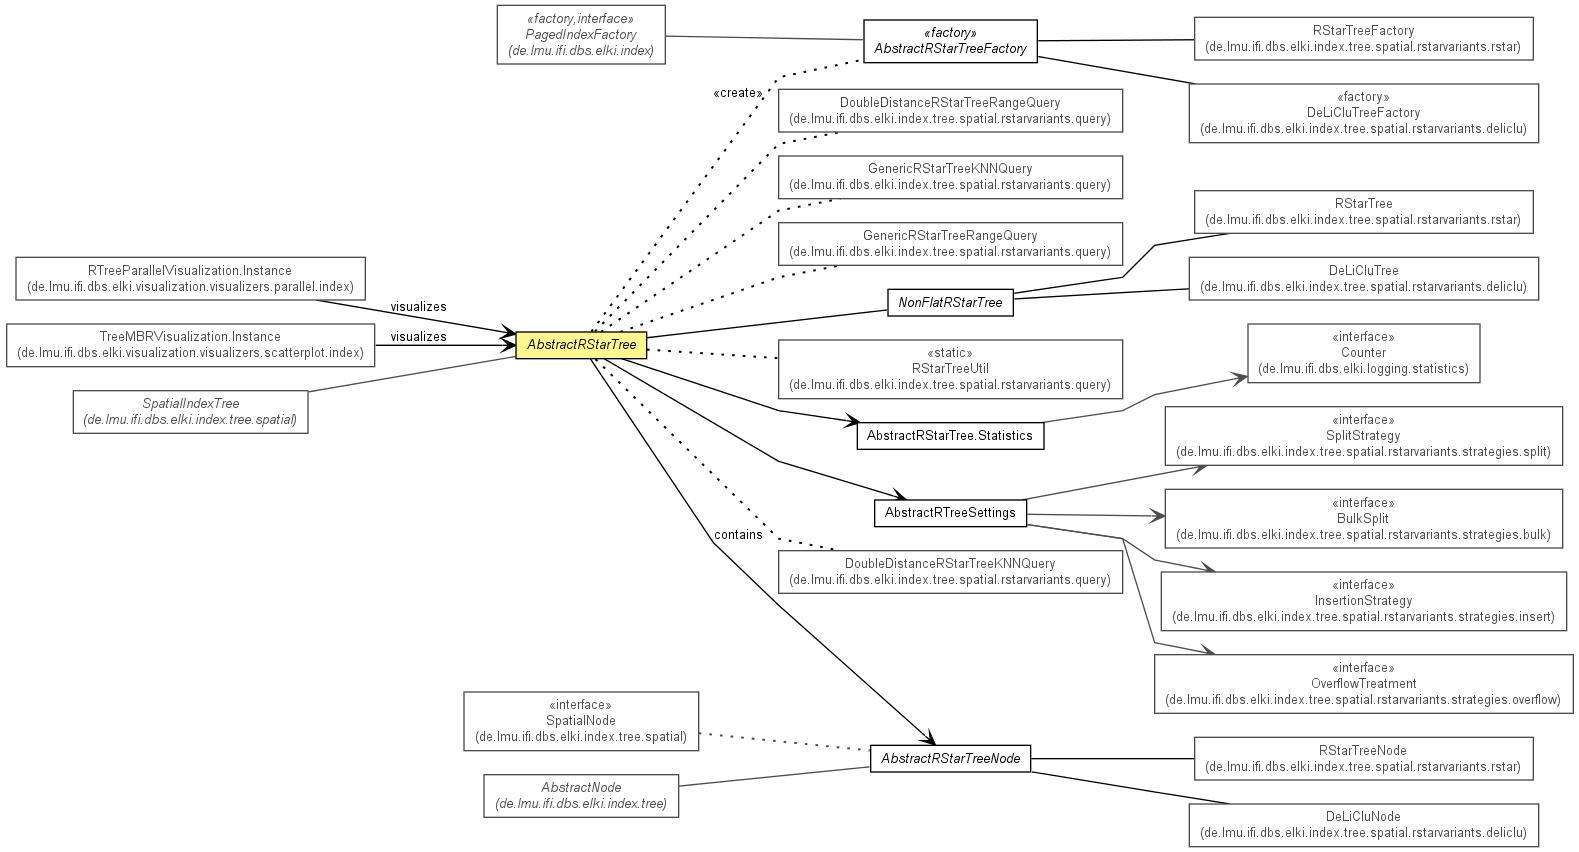 «factory,interface»
PagedIndexFactory
(de.lmu.ifi.dbs.elki.index)
«factory»
AbstractRStarTreeFactory
RStarTreeFactory
(de.lmu.ifi.dbs.elki.index.tree.spatial.rstarvariants.rstar)
«factory»
DeLiCluTreeFactory
(de.lmu.ifi.dbs.elki.index.tree.spatial.rstarvariants.deliclu)
«create»
DoubleDistanceRStarTreeRangeQuery
(de.lmu.ifi.dbs.elki.index.tree.spatial.rstarvariants.query)
GenericRStarTreeKNNQuery
(de.lmu.ifi.dbs.elki.index.tree.spatial.rstarvariants.query)
GenericRStarTreeRangeQuery
(de.lmu.ifi.dbs.elki.index.tree.spatial.rstarvariants.query)
RStarTree
(de.lmu.ifi.dbs.elki.index.tree.spatial.rstarvariants.rstar)
DeLiCluTree
(de.lmu.ifi.dbs.elki.index.tree.spatial.rstarvariants.deliclu)
NonFlatRStarTree
RTreeParallelVisualization.Instance
(de.lmu.ifi.dbs.elki.visualization.visualizers.parallel.index)
visualizes
TreeMBRVisualization.Instance
(de.lmu.ifi.dbs.elki.visualization.visualizers.scatterplot.index)
visualizes
AbstractRStarTree
SpatialIndexTree
(de.lmu.ifi.dbs.elki.index.tree.spatial)
«static»
RStarTreeUtil
(de.lmu.ifi.dbs.elki.index.tree.spatial.rstarvariants.query)
«interface»
Counter
(de.lmu.ifi.dbs.elki.logging.statistics)
AbstractRStarTree.Statistics
«interface»
SplitStrategy
(de.lmu.ifi.dbs.elki.index.tree.spatial.rstarvariants.strategies.split)
AbstractRTreeSettings
«interface»
BulkSplit
(de.lmu.ifi.dbs.elki.index.tree.spatial.rstarvariants.strategies.bulk)
contains
DoubleDistanceRStarTreeKNNQuery
(de.lmu.ifi.dbs.elki.index.tree.spatial.rstarvariants.query)
«interface»
InsertionStrategy
(de.lmu.ifi.dbs.elki.index.tree.spatial.rstarvariants.strategies.insert)
«interface»
OverflowTreatment
(de.lmu.ifi.dbs.elki.index.tree.spatial.rstarvariants.strategies.overflow)
«interface»
SpatialNode
(de.lmu.ifi.dbs.elki.index.tree.spatial)
AbstractNode
(de.lmu.ifi.dbs.elki.index.tree)
AbstractRStarTreeNode
RStarTreeNode
(de.lmu.ifi.dbs.elki.index.tree.spatial.rstarvariants.rstar)
DeLiCluNode
(de.lmu.ifi.dbs.elki.index.tree.spatial.rstarvariants.deliclu)